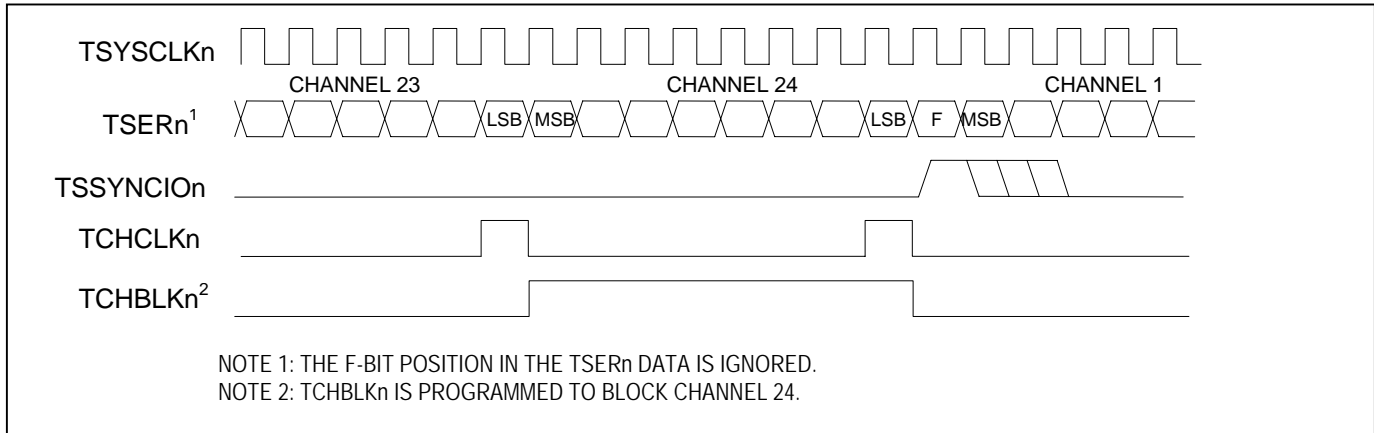 TSYSCLKn
CHANNEL 23 CHANNEL 24 CHANNEL 1
TSERn¹ LSB MSB LSB F MSB
TSSYNCIOn
TCHCLKn
TCHBLKn²
NOTE 1: THE F-BIT POSITION IN THE TSERn DATA IS IGNORED.
NOTE 2: TCHBLKn IS PROGRAMMED TO BLOCK CHANNEL 24.